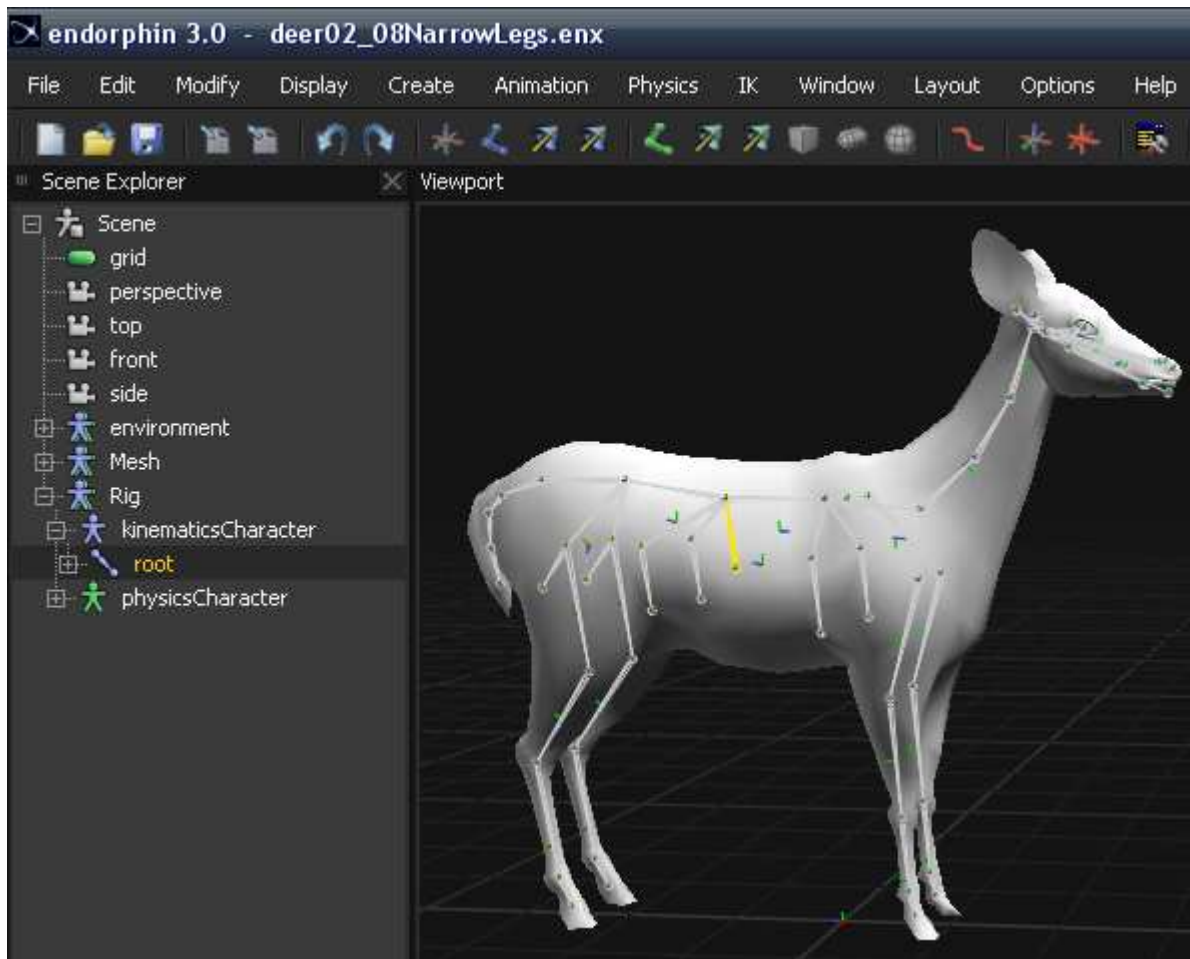 endorphin 3.0 - deer02_08NarrowLegs.enx
File Edit Modify Display Create Animation Physics IK Window Layout Options Help
Scene Explorer
Viewport
Scene
grid
perspective
top
front
side
environment
Mesh
Rig
kinematicsCharacter
root
physicsCharacter